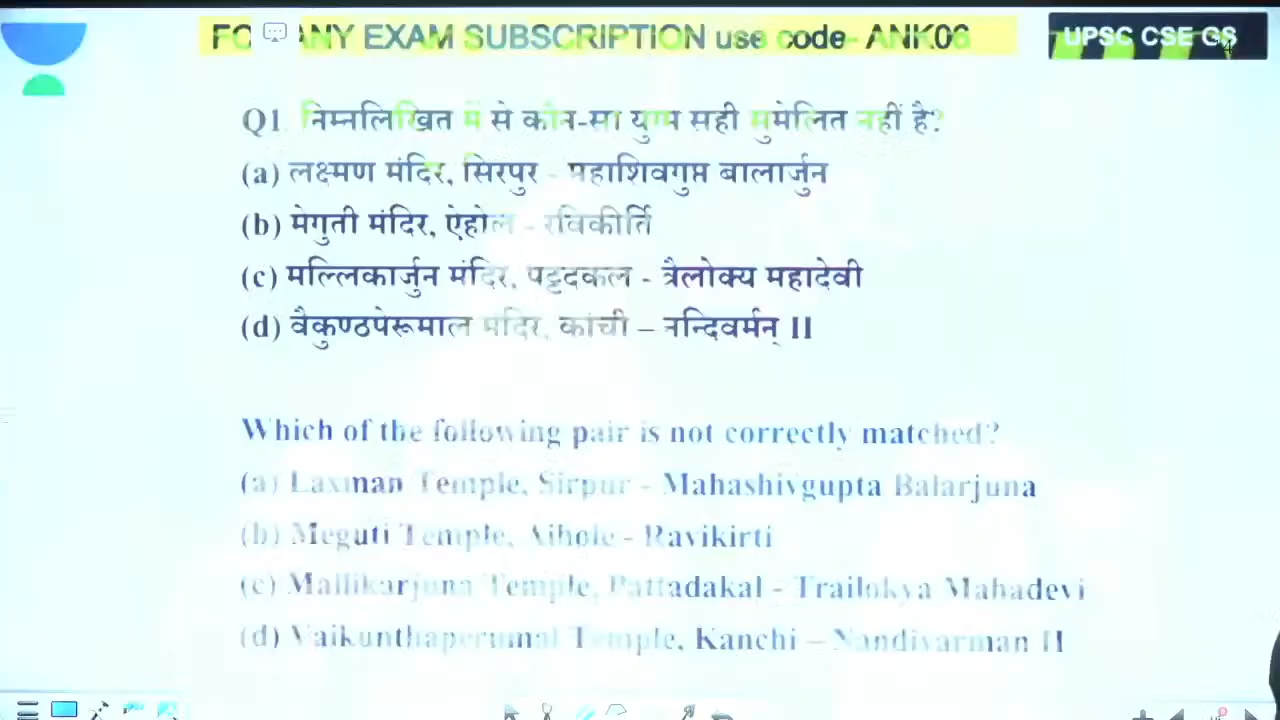 FO ANY EXAM SUBSCRIPTION use code- ANK06
UPSC CSE GS
Q1. निम्नलिखित में से कौन-सा युग्म सही सुमेलित नहीं है?
(a) लक्ष्मण मंदिर, सिरपुर - महाशिवगुप्त बालार्जुन
(b) मेगुती मंदिर, ऐहोल - रविकीर्ति
(c) मल्लिकार्जुन मंदिर, पट्टदकल - त्रैलोक्य महादेवी
(d) वैकुण्ठपेरूमाल मंदिर, कांची – नन्दिवर्मन् II
Which of the following pair is not correctly matched?
(a) Laxman Temple, Sirpur - Mahashivgupta Balarjuna
(b) Meguti Temple, Aihole - Ravikirti
(c) Mallikarjuna Temple, Pattadakal - Trailokya Mahadevi
(d) Vaikunthaperumal Temple, Kanchi – Nandivarman II